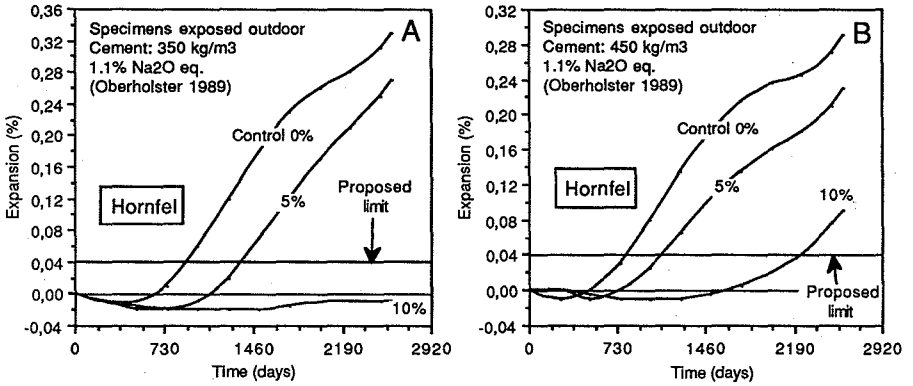 0,36
0,32
0,28
0,24
0,20
0,16
0,12
0,08
0,04
0,00
-0,04
Expansion (%)
Specimens exposed outdoor
Cement: 350 kg/m3
1.1% Na2O eq.
(Oberholster 1989)
A
Control 0%
5%
Hornfel
Proposed
limit
10%
0
730
1460
2190
2920
Time (days)
0,36
0,32
0,28
0,24
0,20
0,16
0,12
0,08
0,04
0,00
-0,04
Expansion (%)
Specimens exposed outdoor
Cement: 450 kg/m3
1.1% Na2O eq.
(Oberholster 1989)
B
Control 0%
5%
Hornfel
10%
Proposed
limit
0
730
1460
2190
2920
Time (days)